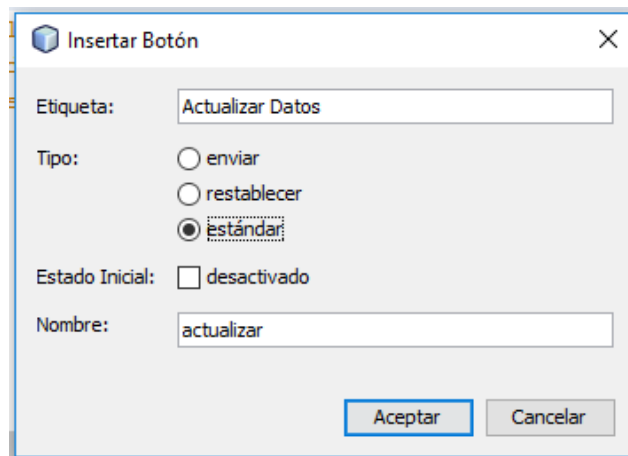 Insertar Botón
Etiqueta: Actualizar Datos
Tipo: enviar
restablecer
estándar
Estado Inicial: desactivado
Nombre: actualizar
Aceptar Cancelar